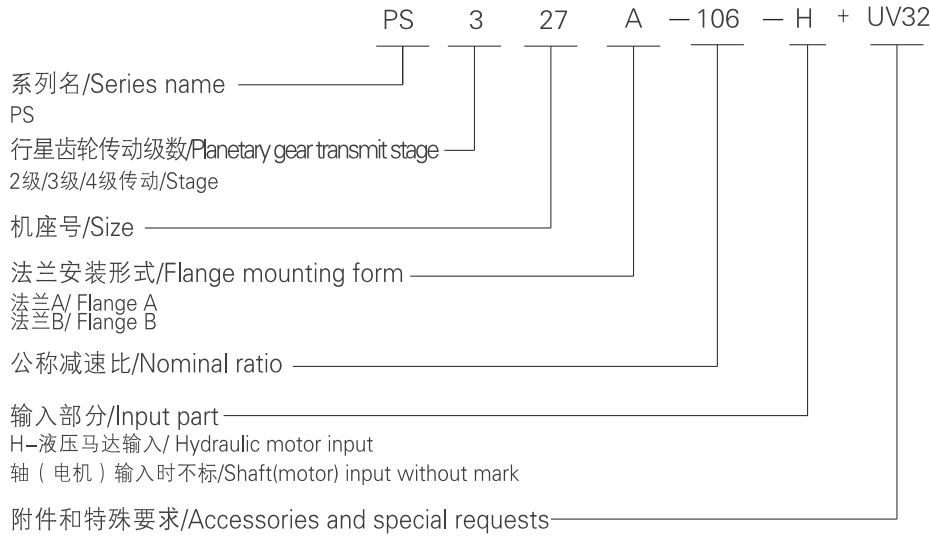 PS 3 27 A -106 -H + UV32
系列名/Series name
PS
行星齿轮传动级数/Planetary gear transmit stage
2级/3级/4级传动/Stage
机座号/Size
法兰安装形式/Flange mounting form
法兰A/ Flange A
法兰B/ Flange B
公称减速比/Nominal ratio
输入部分/Input part
H-液压马达输入/ Hydraulic motor input
轴（电机）输入时不标/Shaft(motor) input without mark
附件和特殊要求/Accessories and special requests